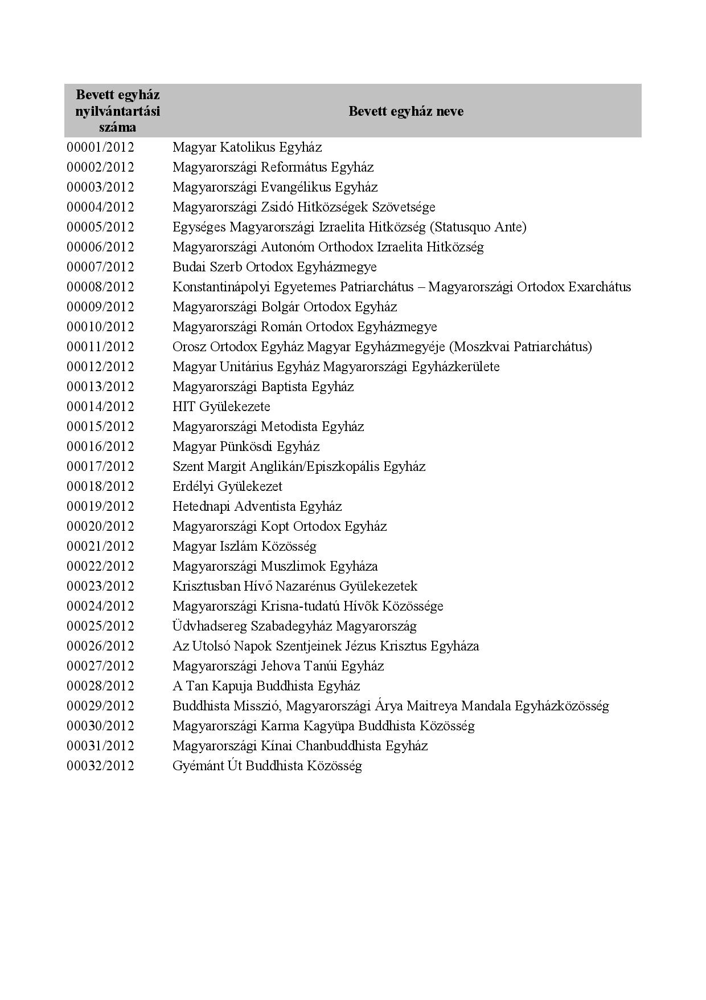 Bevett egyház
nyilvántartási
száma
Bevett egyház neve
00001/2012 Magyar Katolikus Egyház
00002/2012 Magyarországi Református Egyház
00003/2012 Magyarországi Evangélikus Egyház
00004/2012 Magyarországi Zsidó Hitközségek Szövetsége
00005/2012 Egységes Magyarországi Izraelita Hitközség (Statusquo Ante)
00006/2012 Magyarországi Autonóm Orthodox Izraelita Hitközség
00007/2012 Budai Szerb Ortodox Egyházmegye
00008/2012 Konstantinápolyi Egyetemes Patriarchátus – Magyarországi Ortodox Exarchátus
00009/2012 Magyarországi Bolgár Ortodox Egyház
00010/2012 Magyarországi Román Ortodox Egyházmegye
00011/2012 Orosz Ortodox Egyház Magyar Egyházmegyéje (Moszkvai Patriarchátus)
00012/2012 Magyar Unitárius Egyház Magyarországi Egyházkerülete
00013/2012 Magyarországi Baptista Egyház
00014/2012 HIT Gyülekezete
00015/2012 Magyarországi Metodista Egyház
00016/2012 Magyar Pünkösdi Egyház
00017/2012 Szent Margit Anglikán/Episzkopális Egyház
00018/2012 Erdélyi Gyülekezet
00019/2012 Hetednapi Adventista Egyház
00020/2012 Magyarországi Kopt Ortodox Egyház
00021/2012 Magyar Iszlám Közösség
00022/2012 Magyarországi Muszlimok Egyháza
00023/2012 Krisztusban Hívő Nazarénus Gyülekezetek
00024/2012 Magyarországi Krisna-tudatú Hívõk Közössége
00025/2012 Üdvhadsereg Szabadegyház Magyarország
00026/2012 Az Utolsó Napok Szentjeinek Jézus Krisztus Egyháza
00027/2012 Magyarországi Jehova Tanúi Egyház
00028/2012 A Tan Kapuja Buddhista Egyház
00029/2012 Buddhista Misszió, Magyarországi Árya Maitreya Mandala Egyházközösség
00030/2012 Magyarországi Karma Kagyüpa Buddhista Közösség
00031/2012 Magyarországi Kínai Chanbuddhista Egyház
00032/2012 Gyémánt Út Buddhista Közösség